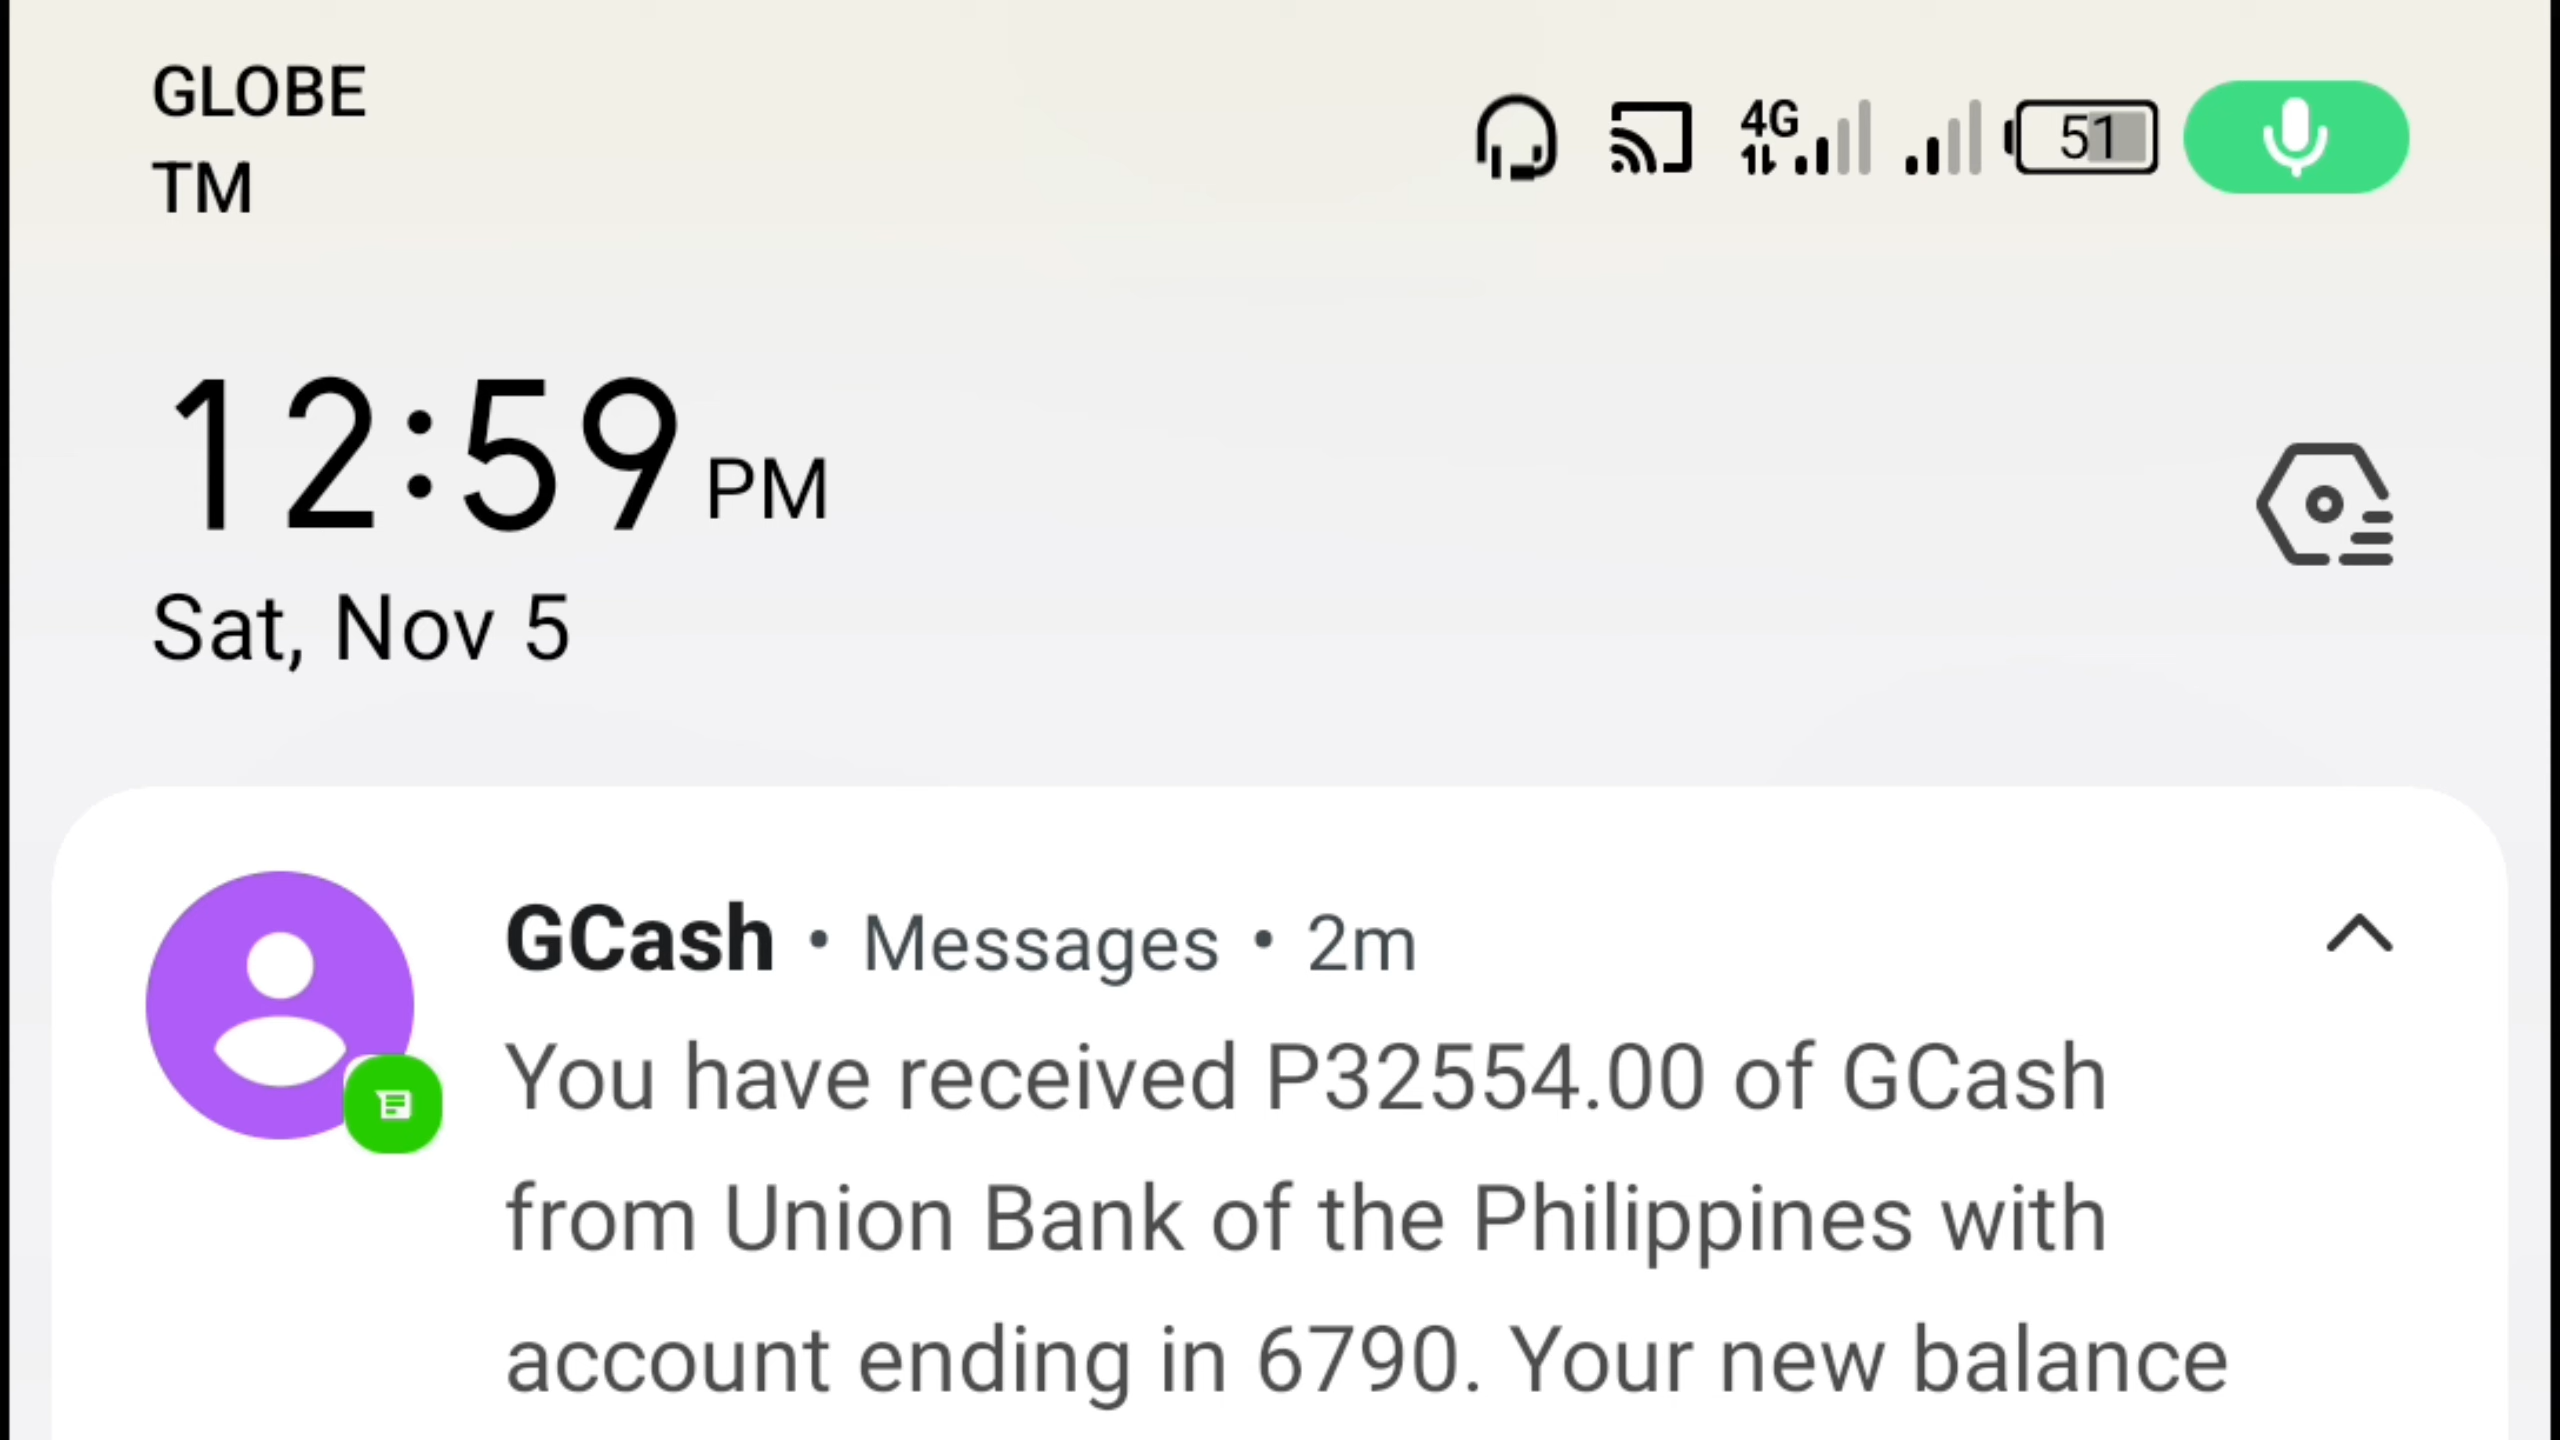 GLOBE
TM
4G
51
12:59 PM
Sat, Nov 5
GCash • Messages • 2m
You have received P32554.00 of GCash
from Union Bank of the Philippines with
account ending in 6790. Your new balance